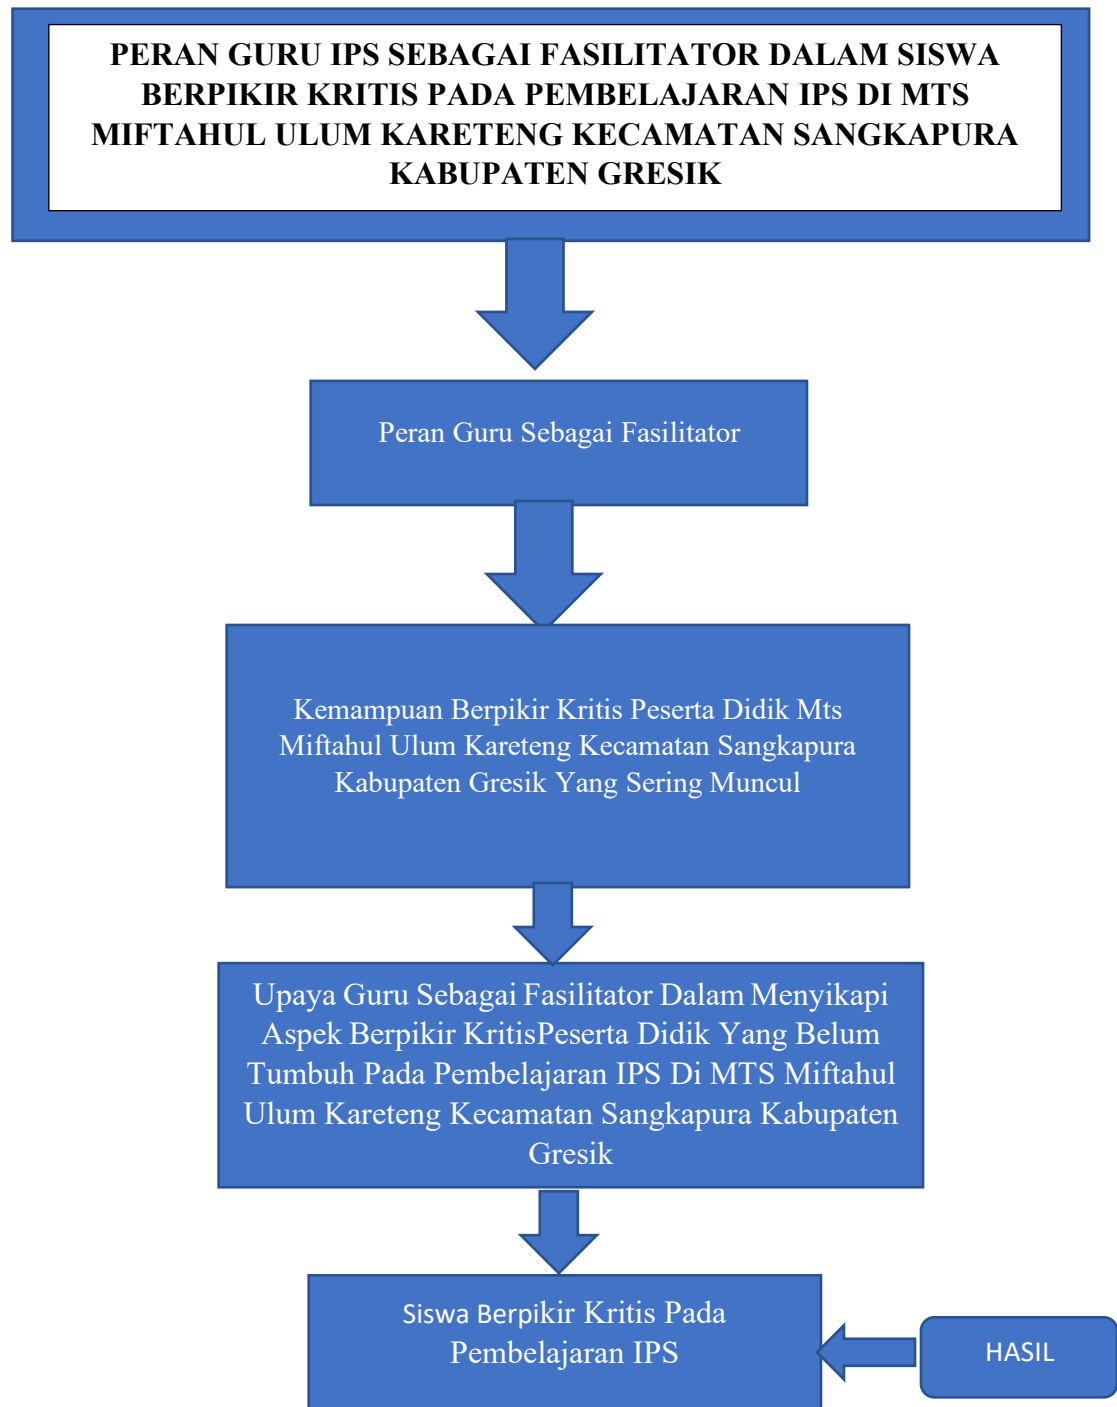 PERAN GURU IPS SEBAGAI FASILITATOR DALAM SISWA
BERPIKIR KRITIS PADA PEMBELAJARAN IPS DI MTS
MIFTAHUL ULUM KARETENG KECAMATAN SANGKAPURA
KABUPATEN GRESIK
Peran Guru Sebagai Fasilitator
Kemampuan Berpikir Kritis Peserta Didik Mts
Miftahul Ulum Kareteng Kecamatan Sangkapura
Kabupaten Gresik Yang Sering Muncul
Upaya Guru Sebagai Fasilitator Dalam Menyikapi
Aspek Berpikir KritisPeserta Didik Yang Belum
Tumbuh Pada Pembelajaran IPS Di MTS Miftahul
Ulum Kareteng Kecamatan Sangkapura Kabupaten
Gresik
Siswa Berpikir Kritis Pada
Pembelajaran IPS
HASIL